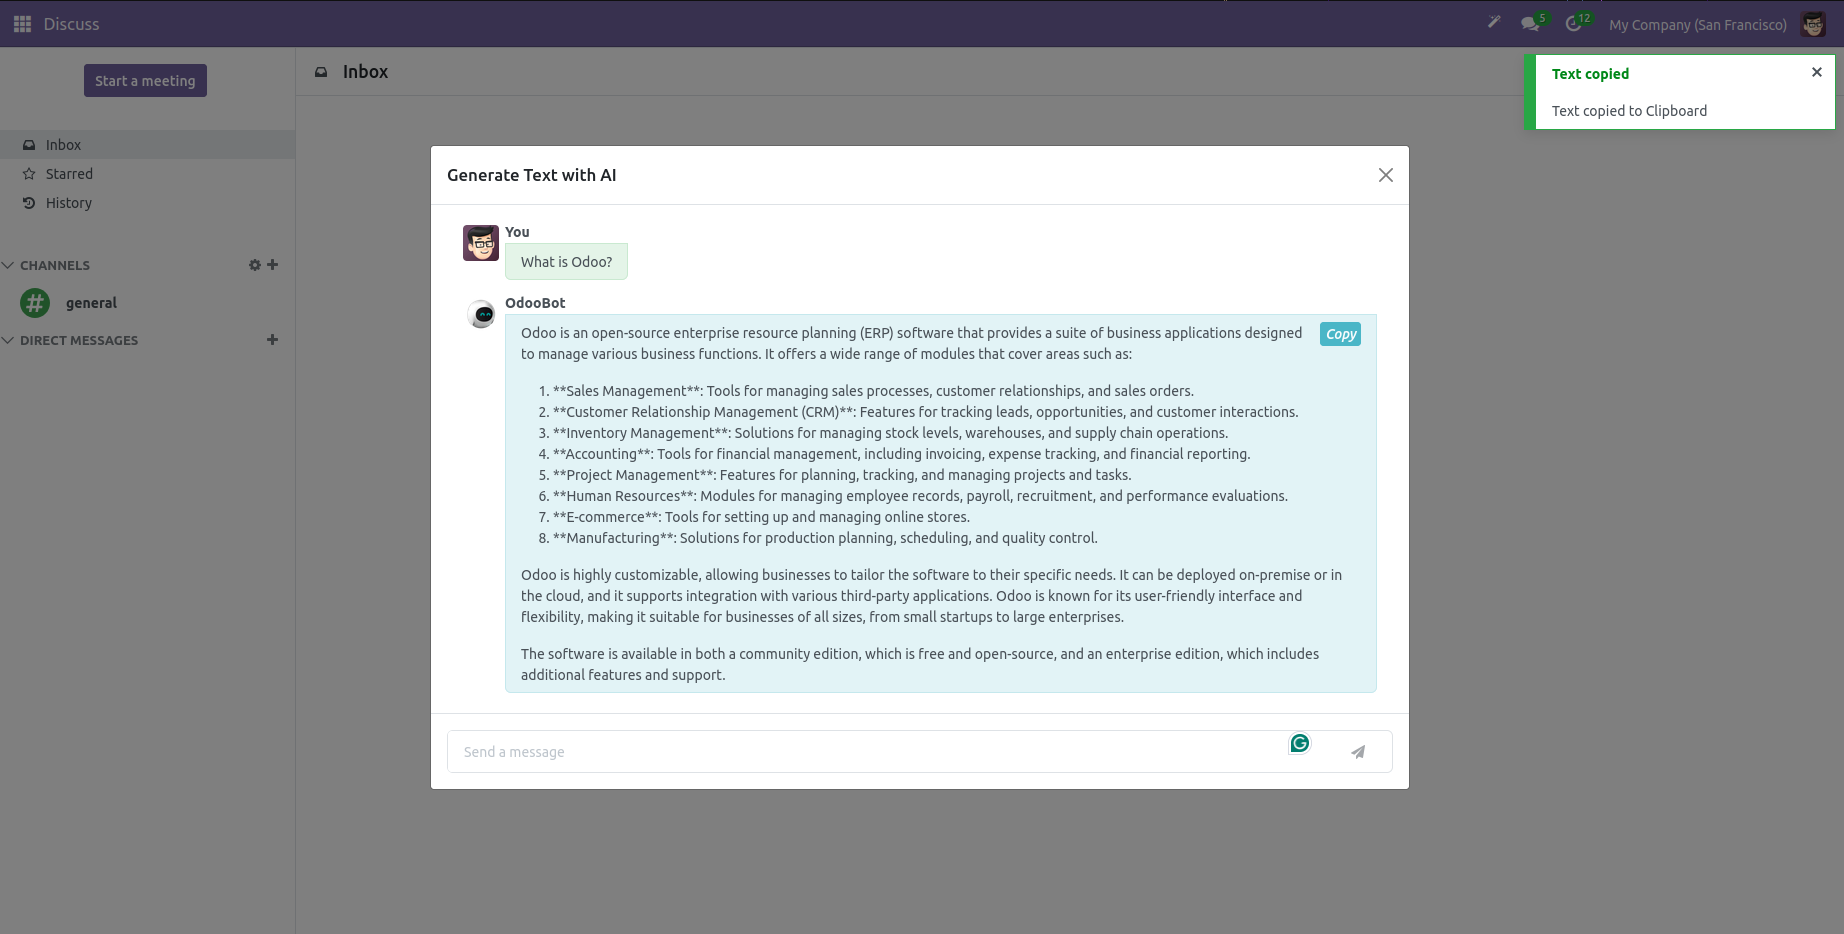 Discuss
5
12
My Company (San Francisco)
Start a meeting
Inbox
Text copied
Text copied to Clipboard
Inbox
Starred
History
CHANNELS
general
DIRECT MESSAGES
Generate Text with AI
You
What is Odoo?
OdooBot
Odoo is an open-source enterprise resource planning (ERP) software that provides a suite of business applications designed
Copy
to manage various business functions. It offers a wide range of modules that cover areas such as:
1. **Sales Management**: Tools for managing sales processes, customer relationships, and sales orders.
2. **Customer Relationship Management (CRM)**: Features for tracking leads, opportunities, and customer interactions.
3. **Inventory Management**: Solutions for managing stock levels, warehouses, and supply chain operations.
4. **Accounting**: Tools for financial management, including invoicing, expense tracking, and financial reporting.
5. **Project Management**: Features for planning, tracking, and managing projects and tasks.
6. **Human Resources**: Modules for managing employee records, payroll, recruitment, and performance evaluations.
7. **E-commerce**: Tools for setting up and managing online stores.
8. **Manufacturing**: Solutions for production planning, scheduling, and quality control.
Odoo is highly customizable, allowing businesses to tailor the software to their specific needs. It can be deployed on-premise or in
the cloud, and it supports integration with various third-party applications. Odoo is known for its user-friendly interface and
flexibility, making it suitable for businesses of all sizes, from small startups to large enterprises.
The software is available in both a community edition, which is free and open-source, and an enterprise edition, which includes
additional features and support.
Send a message